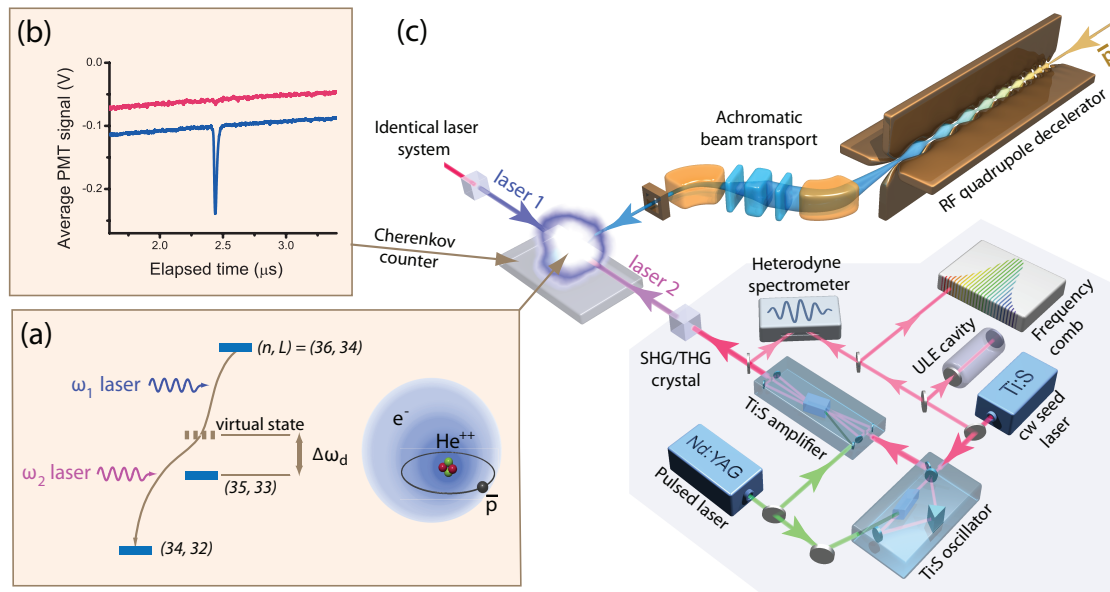 (b)
Average PMT signal (V)
0.0
-0.1
-0.2
2.0
2.5
3.0
Elapsed time (μs)
(a)
(n, L) = (36, 34)
ω1 laser
virtual state
Δωd
ω2 laser
(35, 33)
(34, 32)
e-
He++
p̅
(c)
Identical laser
system
laser 1
Cherenkov
counter
Achromatic
beam transport
RF quadrupole decelerator
laser 2
Heterodyne
spectrometer
Frequency
comb
ULE cavity
SHG/THG
crystal
Ti:S
cw seed
laser
Ti:S amplifier
Nd:YAG
Pulsed laser
Ti:S oscillator